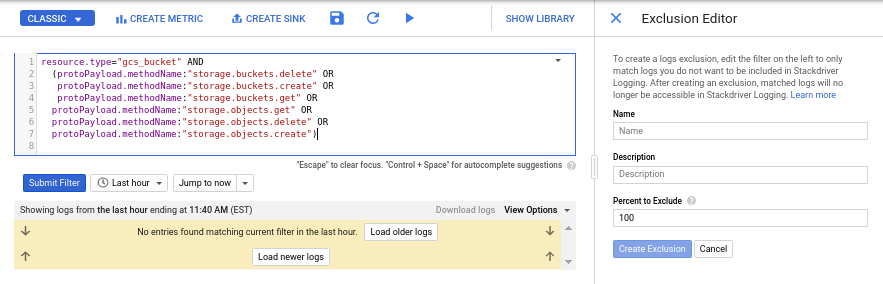 CLASSIC
CREATE METRIC
CREATE SINK
SHOW LIBRARY
1 resource.type="gcs_bucket" AND
2 (protoPayload.methodName:"storage.buckets.delete" OR
3 protoPayload.methodName:"storage.buckets.create" OR
4 protoPayload.methodName:"storage.buckets.get" OR
5 protoPayload.methodName:"storage.objects.get" OR
6 protoPayload.methodName:"storage.objects.delete" OR
7 protoPayload.methodName:"storage.objects.create")
8
"Escape" to clear focus. "Control + Space" for autocomplete suggestions ?
Submit Filter
Last hour
Jump to now
Showing logs from the last hour ending at 11:40 AM (EST)
Download logs
View Options
No entries found matching current filter in the last hour.
Load older logs
Load newer logs
Exclusion Editor
To create a logs exclusion, edit the filter on the left to only
match logs you do not want to be included in Stackdriver
Logging. After creating an exclusion, matched logs will no
longer be accessible in Stackdriver Logging. Learn more
Name
Name
Description
Description
Percent to Exclude ?
100
Create Exclusion
Cancel